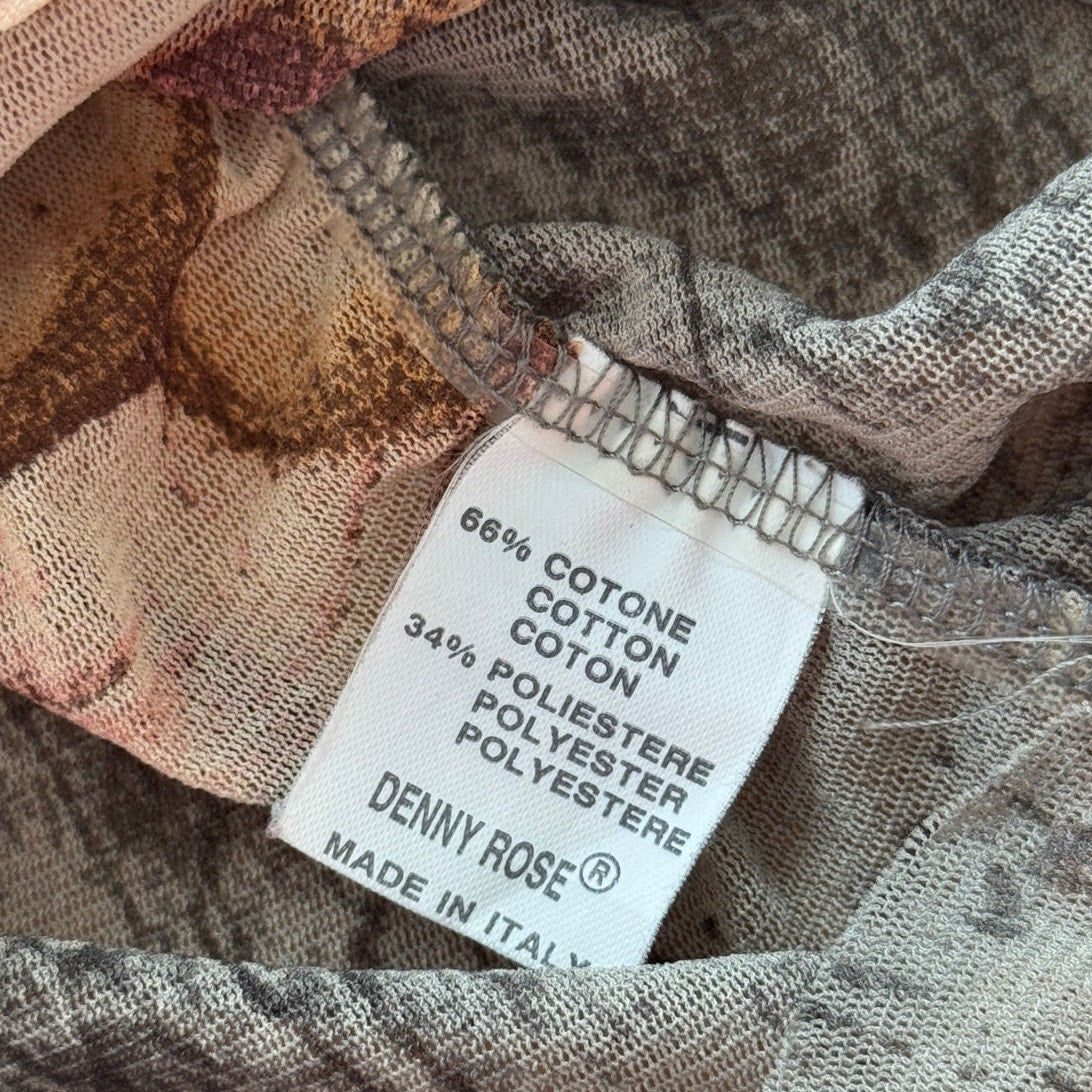 66% COTONE
COTTON
COTON
34% POLIESTERE
POLYESTER
POLYESTERE
DENNY ROSE®
MADE IN ITALY